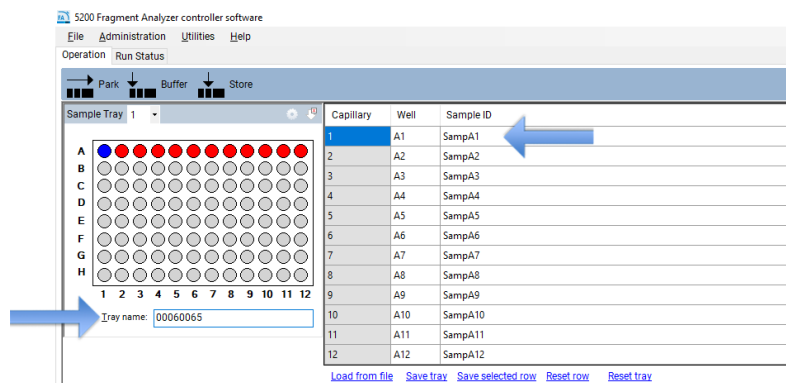 5200 Fragment Analyzer controller software
File Administration Utilities Help
Operation Run Status
Park Buffer Store
Sample Tray 1
Capillary Well Sample ID
1 A1 SampA1
2 A2 SampA2
3 A3 SampA3
4 A4 SampA4
5 A5 SampA5
6 A6 SampA6
7 A7 SampA7
8 A8 SampA8
9 A9 SampA9
10 A10 SampA10
11 A11 SampA11
12 A12 SampA12
A
B
C
D
E
F
G
H
1 2 3 4 5 6 7 8 9 10 11 12
Tray name: 00060065
Load from file Save tray Save selected row Reset row Reset tray